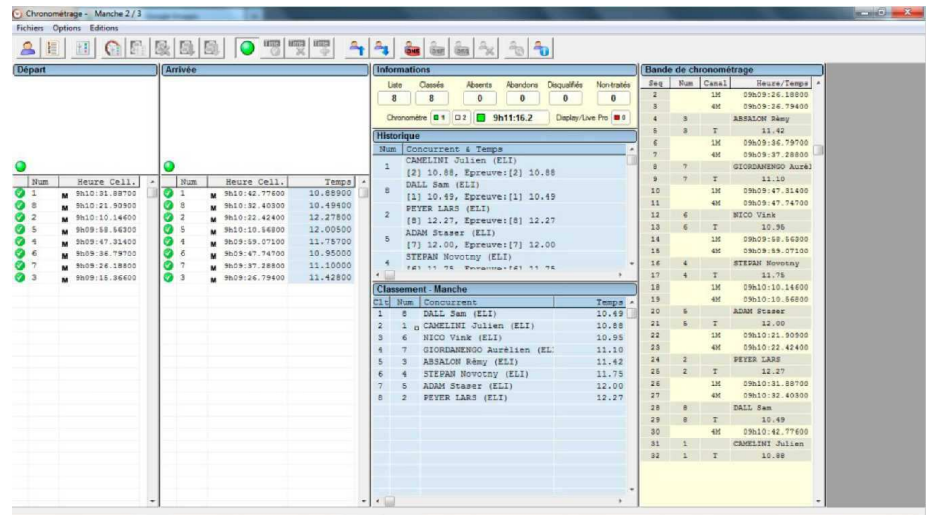 Chronométrage - Manche 2 / 3
Fichiers Options Editions
Départ
Num Heure Cell.
1 M 9h10:31.88700
8 M 9h10:21.90900
2 M 9h10:10.14600
5 M 9h09:58.56300
4 M 9h09:47.31400
6 M 9h09:36.79700
7 M 9h09:26.18800
3 M 9h09:15.36600
Arrivée
Num Heure Cell. Temps
1 M 9h10:42.77600 10.88900
8 M 9h10:32.40300 10.49400
2 M 9h10:22.42400 12.27800
5 M 9h10:10.56800 12.00500
4 M 9h09:59.07100 11.75700
6 M 9h09:47.74700 10.95000
7 M 9h09:37.28800 11.10000
3 M 9h09:26.79400 11.42800
Informations
Liste Classés Absents Abandons Disqualifiés Non-traités
8 8 0 0 0 0
Chronomètre 1 2 9h11:16.2 Display/Live Pro 0
Historique
Num Concurrent & Temps
1 CAMELINI Julien (ELI)
[2] 10.88, Epreuve:[2] 10.88
8 DALL Sam (ELI)
[1] 10.49, Epreuve:[1] 10.49
2 PEYER LARS (ELI)
[8] 12.27, Epreuve:[8] 12.27
5 ADAM Staser (ELI)
[7] 12.00, Epreuve:[7] 12.00
4 STEPAN Novotny (ELI)
[6] 11.75, Epreuve:[6] 11.75
Classement - Manche
Clt Num Concurrent Temps
1 8 DALL Sam (ELI) 10.49
2 1 CAMELINI Julien (ELI) 10.88
3 6 NICO Vink (ELI) 10.95
4 7 GIORDANENGO Aurélien (EL: 11.10
5 3 ABSALON Rémy (ELI) 11.42
6 4 STEPAN Novotny (ELI) 11.75
7 5 ADAM Staser (ELI) 12.00
8 2 PEYER LARS (ELI) 12.27
Bande de chronométrage
Seq Num Canal Heure/Temps
2 1M 09h09:26.18800
3 4M 09h09:26.79400
4 3 ABSALON Rémy
5 3 T 11.42
6 1M 09h09:36.79700
7 4M 09h09:37.28800
8 7 GIORDANENGO Aurél
9 7 T 11.10
10 1M 09h09:47.31400
11 4M 09h09:47.74700
12 6 NICO Vink
13 6 T 10.95
14 1M 09h09:58.56300
15 4M 09h09:59.07100
16 4 STEPAN Novotny
17 4 T 11.75
18 1M 09h10:10.14600
19 4M 09h10:10.56800
20 5 ADAM Staser
21 5 T 12.00
22 1M 09h10:21.90900
23 4M 09h10:22.42400
24 2 PEYER LARS
25 2 T 12.27
26 1M 09h10:31.88700
27 4M 09h10:32.40300
28 8 DALL Sam
29 8 T 10.49
30 4M 09h10:42.77600
31 1 CAMELINI Julien
32 1 T 10.88